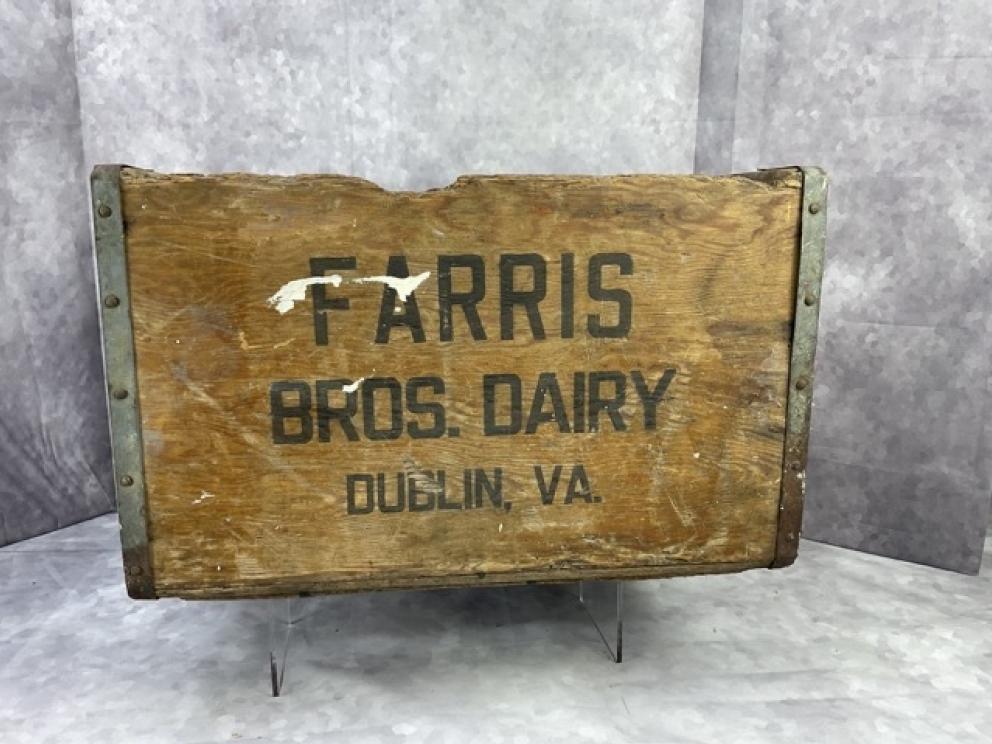 FARRIS
BROS. DAIRY
DUBLIN, VA.